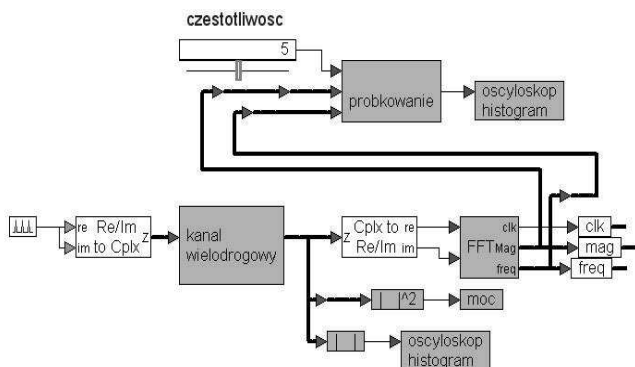 czestotliwosc
5
probkowanie
oscyloskop
histogram
re Re/Im
im to Cplx Z
kanal
wielodrogowy
Cplx to re
Z Re/Im im
clk
FFT Mag
freq
clk
mag
freq
| |^2
moc
| |
oscyloskop
histogram